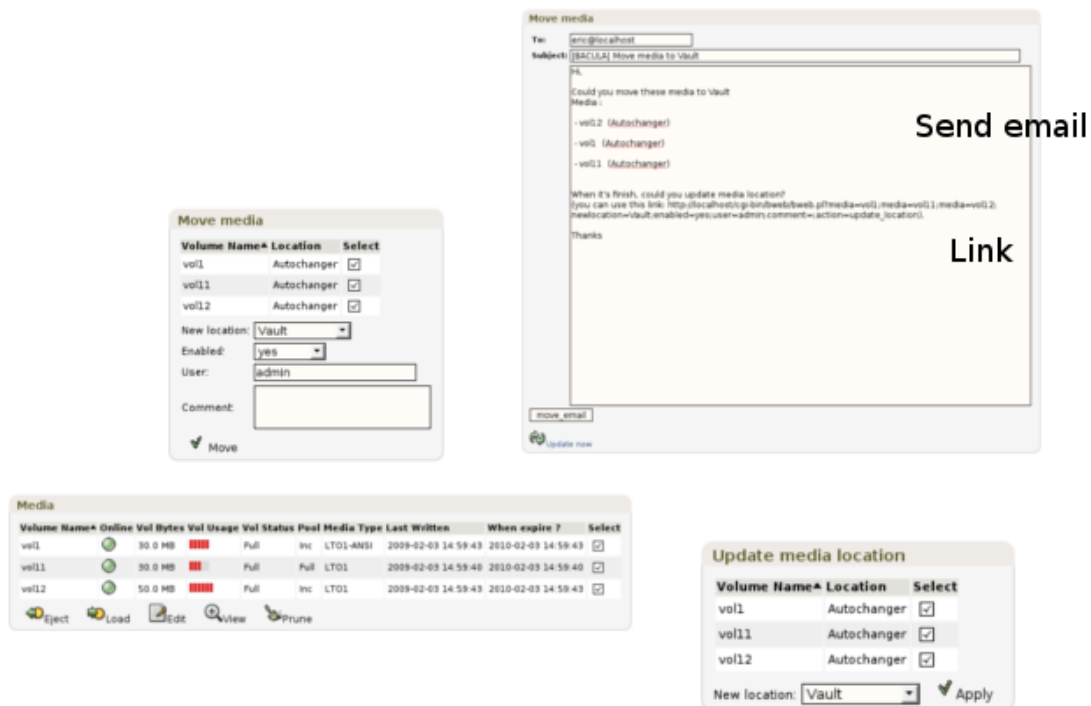 Move media
To: eric@localhost
Subject: [BACULA] Move media to Vault
Hi,
Could you move these media to Vault
Media :
- vol12 (Autochanger)
- vol1 (Autochanger)
- vol11 (Autochanger)
When it's finish, could you update media location?
(you can use this link: http://localhost/cgi-bin/bweb/bweb.pl?media=vol1;media=vol11;media=vol12;
newlocation=Vault;enabled=yes;user=admin;comment=;action=update_location).
Thanks
move_email
Update now
Send email
Link
Move media
Volume Name Location Select
vol1 Autochanger
vol11 Autochanger
vol12 Autochanger
New location: Vault
Enabled: yes
User: admin
Comment:
Move
Media
Volume Name Online Vol Bytes Vol Usage Vol Status Pool Media Type Last Written When expire ? Select
vol1 30.0 MB Full Inc LTO1-ANSI 2009-02-03 14:59:43 2010-02-03 14:59:43
vol11 30.0 MB Full Full LTO1 2009-02-03 14:59:40 2010-02-03 14:59:40
vol12 50.0 MB Full Inc LTO1 2009-02-03 14:59:43 2010-02-03 14:59:43
Eject Load Edit View Prune
Update media location
Volume Name Location Select
vol1 Autochanger
vol11 Autochanger
vol12 Autochanger
New location: Vault Apply